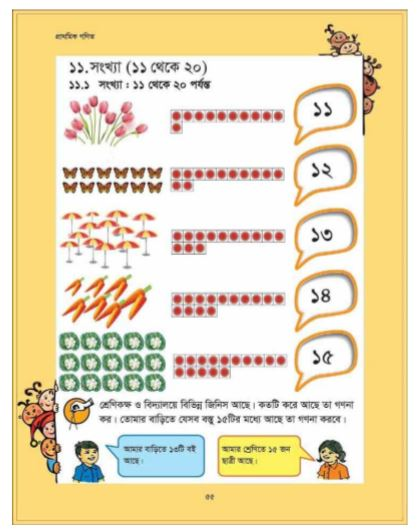 প্রাথমিক গণিত
১১.সংখ্যা (১১ থেকে ২০)
১১.১ সংখ্যা : ১১ থেকে ২০ পর্যন্ত
১১
১২
১৩
১৪
১৫
শ্রেণিকক্ষ ও বিদ্যালয়ে বিভিন্ন জিনিস আছে। কতটি করে আছে তা গণনা
কর। তোমার বাড়িতে যেসব বস্তু ১৫টির মধ্যে আছে তা গণনা করবে।
আমার বাড়িতে ১৩টি বই
আছে।
আমার শ্রেণিতে ১৫ জন
ছাত্রী আছে।
৫৫